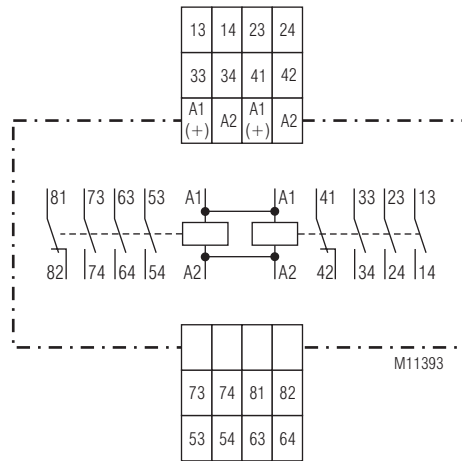 13 14 23 24
33 34 41 42
A1 (+) A2 A1 (+) A2
81 73 63 53 A1 A1 41 33 23 13
82 74 64 54 A2 A2 42 34 24 14
M11393
73 74 81 82
53 54 63 64